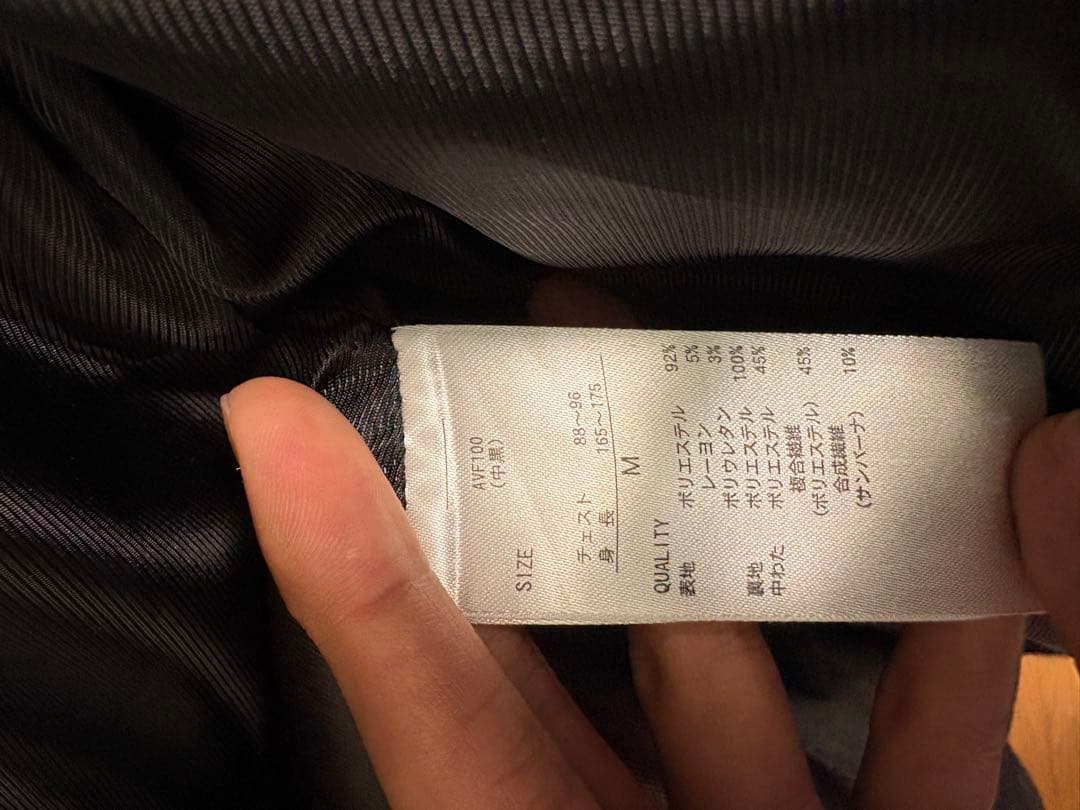 AVF100
(中黒)
SIZE
チェスト 88～96
身 長 165～175
M
QUALITY
表地 ポリエステル 92%
レーヨン 5%
ポリウレタン 3%
裏地 ポリエステル 100%
中わた ポリエステル 45%
複合繊維 45%
(ポリエステル)
合成繊維 10%
(サンバーナ)